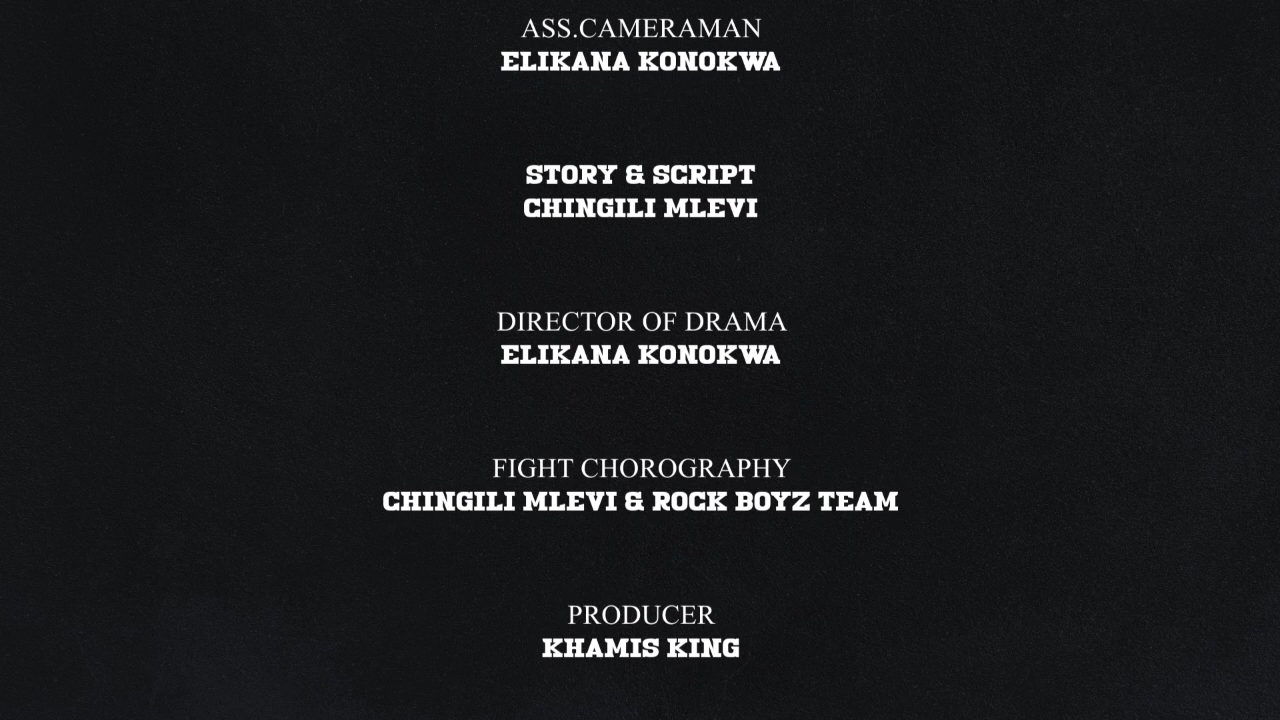 ASS.CAMERAMAN
ELIKANA KONOKWA
STORY & SCRIPT
CHINGILI MLEVI
DIRECTOR OF DRAMA
ELIKANA KONOKWA
FIGHT CHOROGRAPHY
CHINGILI MLEVI & ROCK BOYZ TEAM
PRODUCER
KHAMIS KING